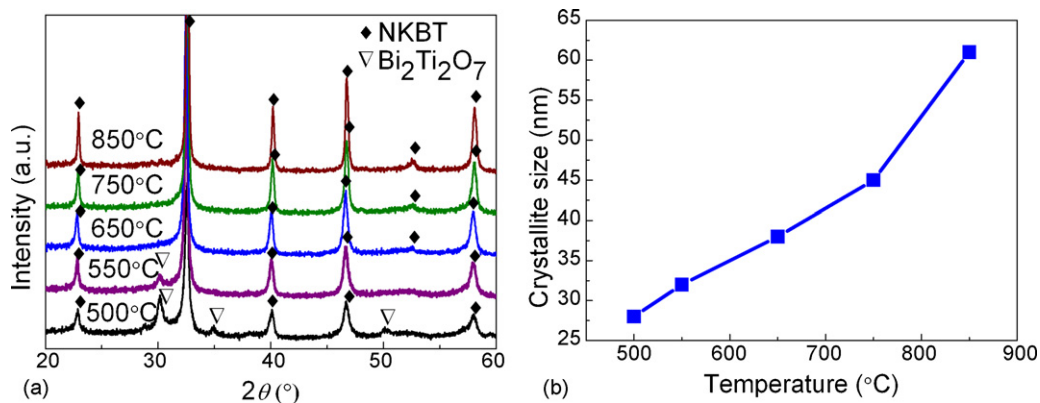 ◆ NKBT
▽ Bi₂Ti₂O₇
850°C
750°C
650°C
550°C
500°C
Intensity (a.u.)
20 30 40 50 60
2θ (°)
(a)
65
60
55
50
45
40
35
30
25
Crystallite size (nm)
500 600 700 800 900
Temperature (°C)
(b)